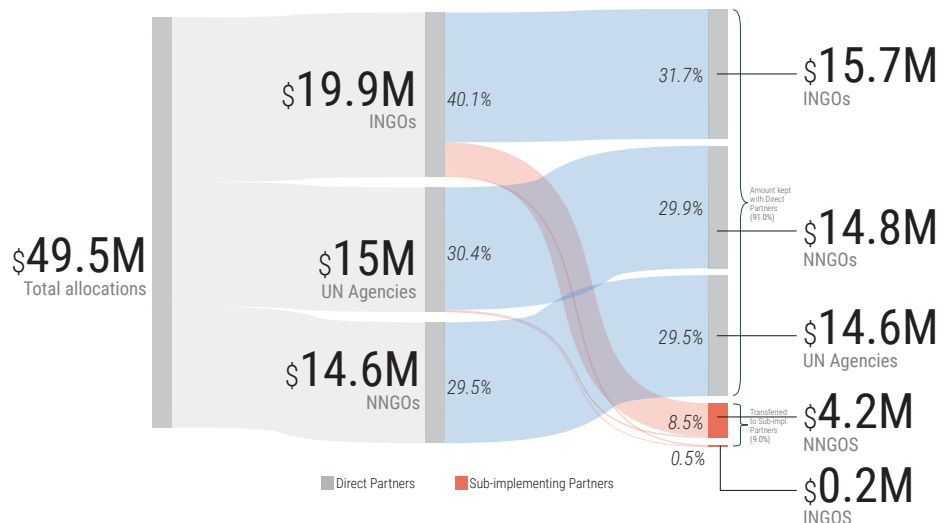 $49.5M
Total allocations
$19.9M
INGOs
40.1%
$15M
UN Agencies
30.4%
$14.6M
NNGOs
29.5%
31.7%
29.9%
29.5%
8.5%
0.5%
Amount kept
with Direct
Partners
(91.0%)
Transferred
to Sub-impl.
Partners
(9.0%)
$15.7M
INGOs
$14.8M
NNGOs
$14.6M
UN Agencies
$4.2M
NNGOS
$0.2M
INGOS
Direct Partners
Sub-implementing Partners